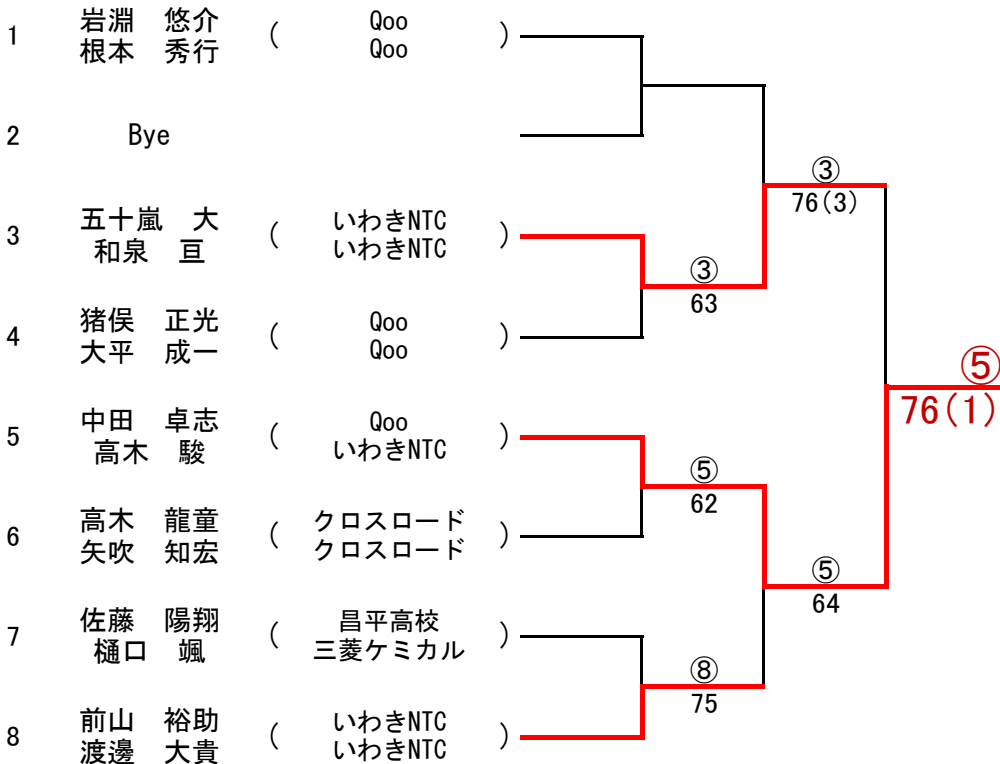 1 岩淵　悠介 ( Qoo )
根本　秀行 Qoo
2 Bye
③
76(3)
3 五十嵐　大 ( いわきNTC )
和泉　亘 いわきNTC
③
63
4 猪俣　正光 ( Qoo )
大平　成一 Qoo
⑤
76(1)
5 中田　卓志 ( Qoo )
高木　駿 いわきNTC
⑤
62
6 高木　龍童 ( クロスロード )
矢吹　知宏 クロスロード
⑤
64
7 佐藤　陽翔 ( 昌平高校 )
樋口　颯 三菱ケミカル
⑧
75
8 前山　裕助 ( いわきNTC )
渡邊　大貴 いわきNTC